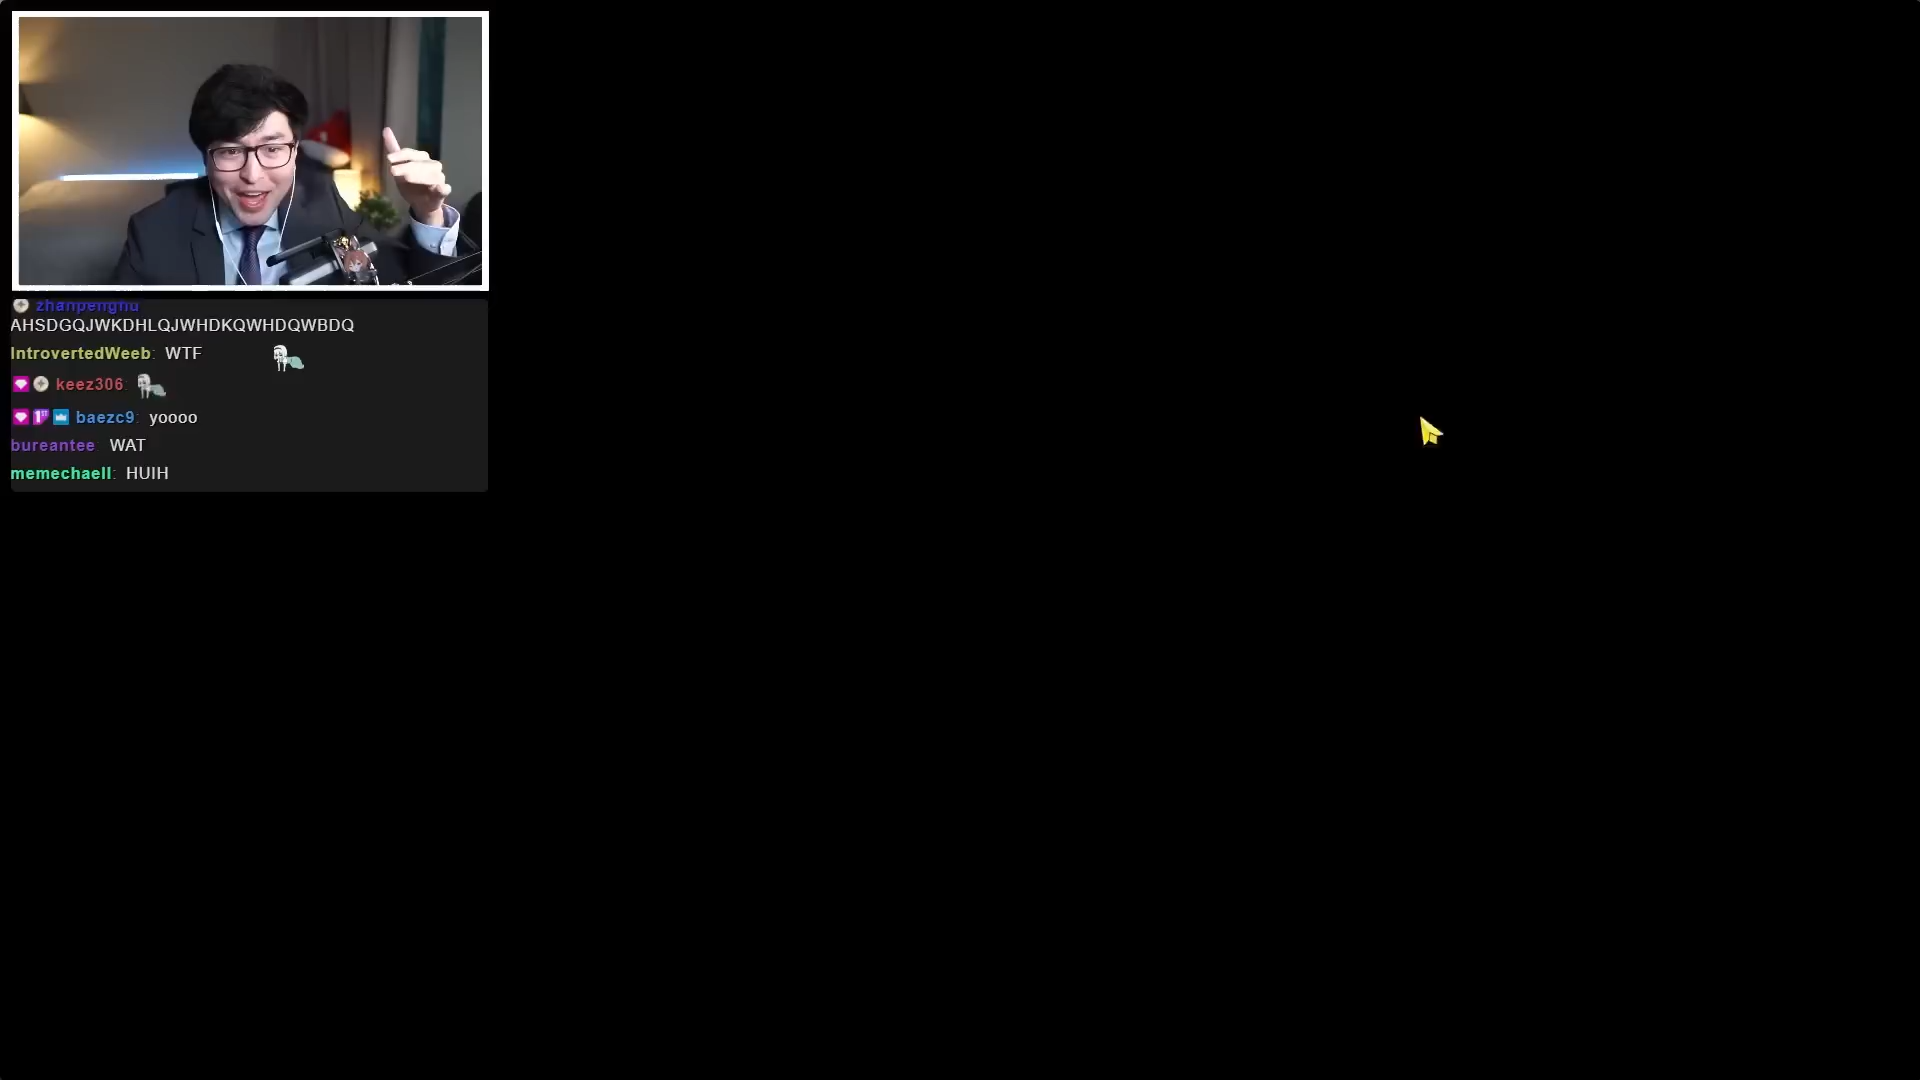 zhanpenghu
AHSDGQJWKDHLQJWHDKQWHDQWBDQ
IntrovertedWeeb: WTF
keez306:
baezc9: yoooo
bureantee: WAT
memechaell: HUIH